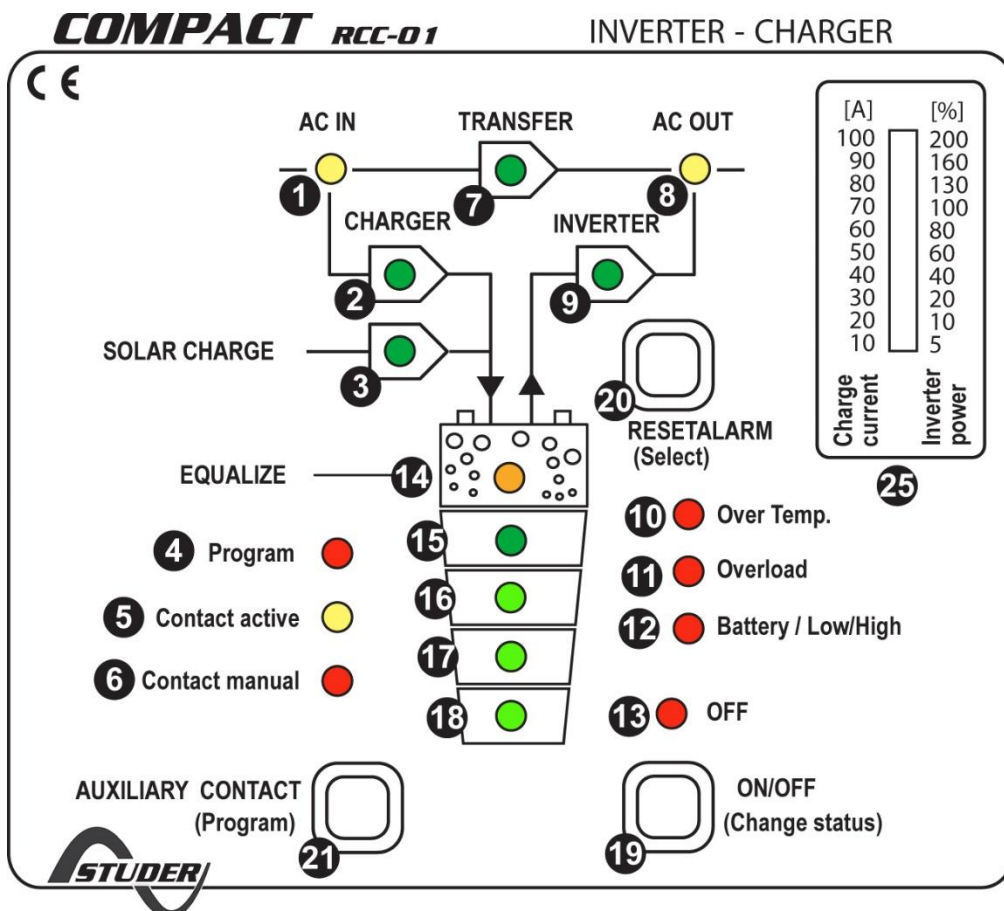 COMPACT RCC-01 INVERTER - CHARGER
CE
AC IN TRANSFER AC OUT
1 7 8
CHARGER INVERTER
2 9
SOLAR CHARGE
3
20
RESETALARM
(Select)
EQUALIZE 14
15
16
17
18
4 Program
5 Contact active
6 Contact manual
10 Over Temp.
11 Overload
12 Battery / Low/High
13 OFF
AUXILIARY CONTACT
(Program)
21
ON/OFF
(Change status)
19
[A] [%]
100 200
90 160
80 130
70 100
60 80
50 60
40 40
30 20
20 10
10 5
Charge
current
Inverter
power
25
STUDER